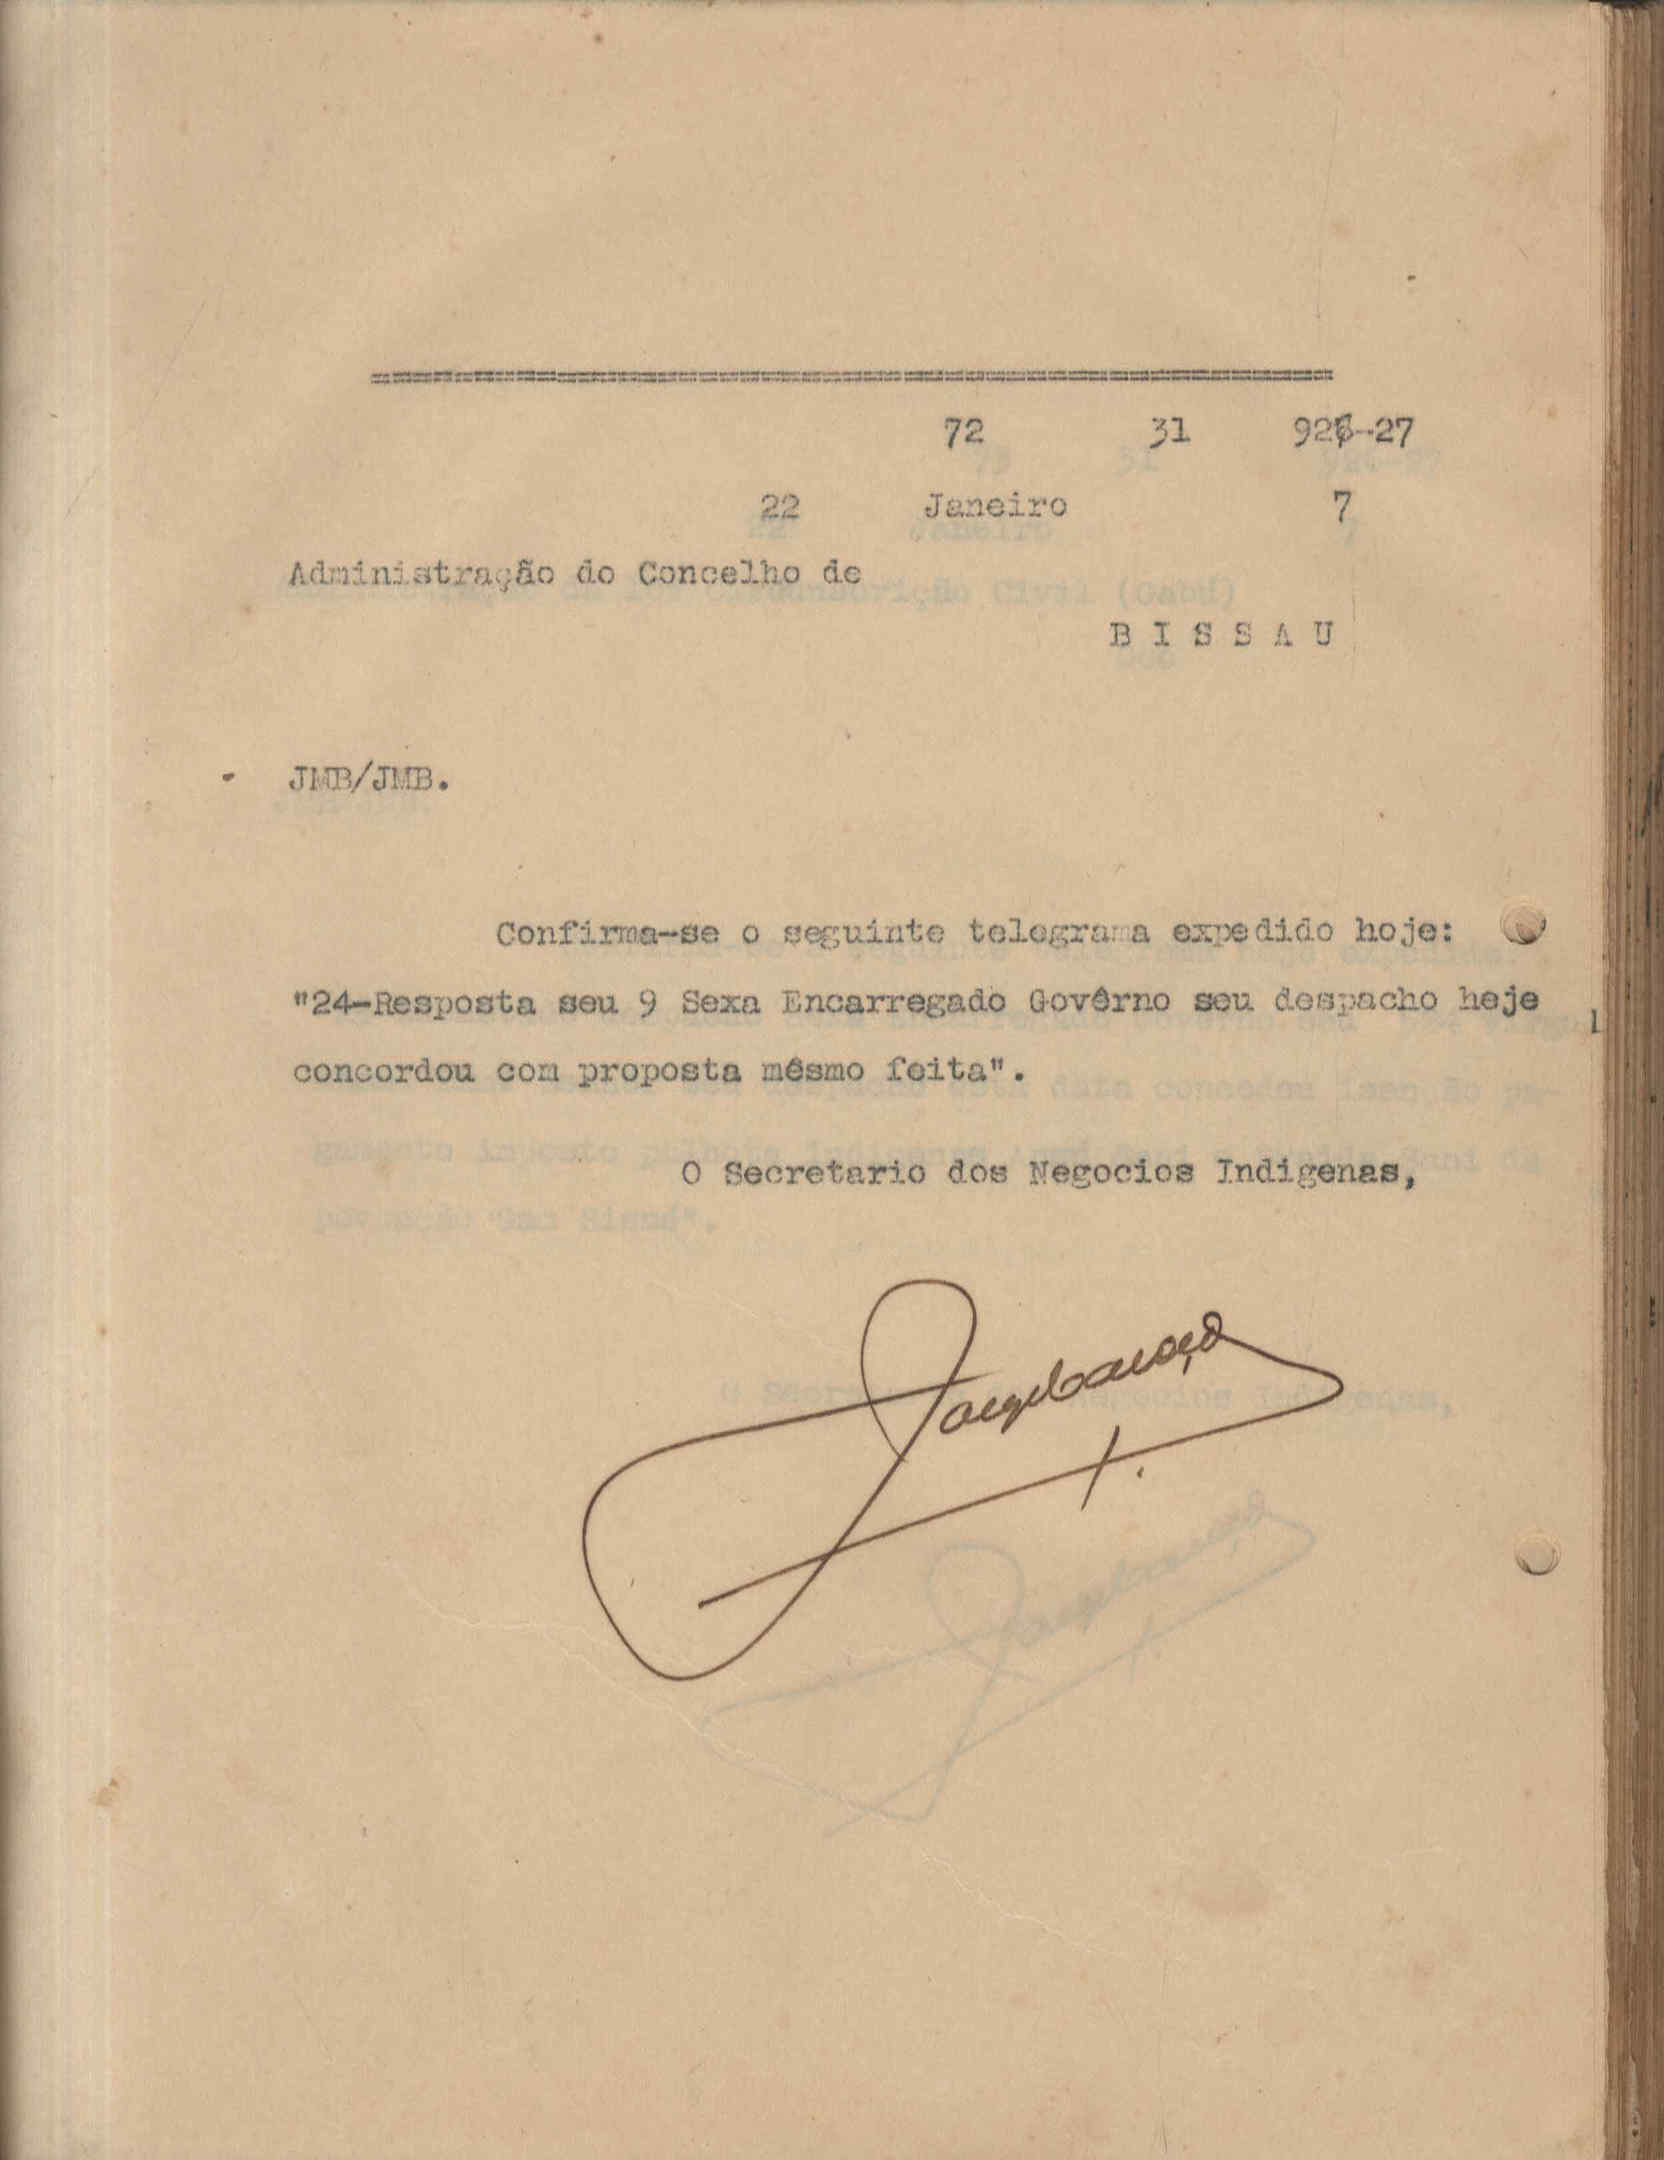 72 31 926-27
22 Janeiro 7
Administração do Concelho de
B I S S A U
JMB/JMB.
Confirma-se o seguinte telegrama expedido hoje:
"24-Resposta seu 9 Sexa Encarregado Govêrno seu despacho heje
concordou com proposta mêsmo feita".
O Secretario dos Negocios Indigenas,